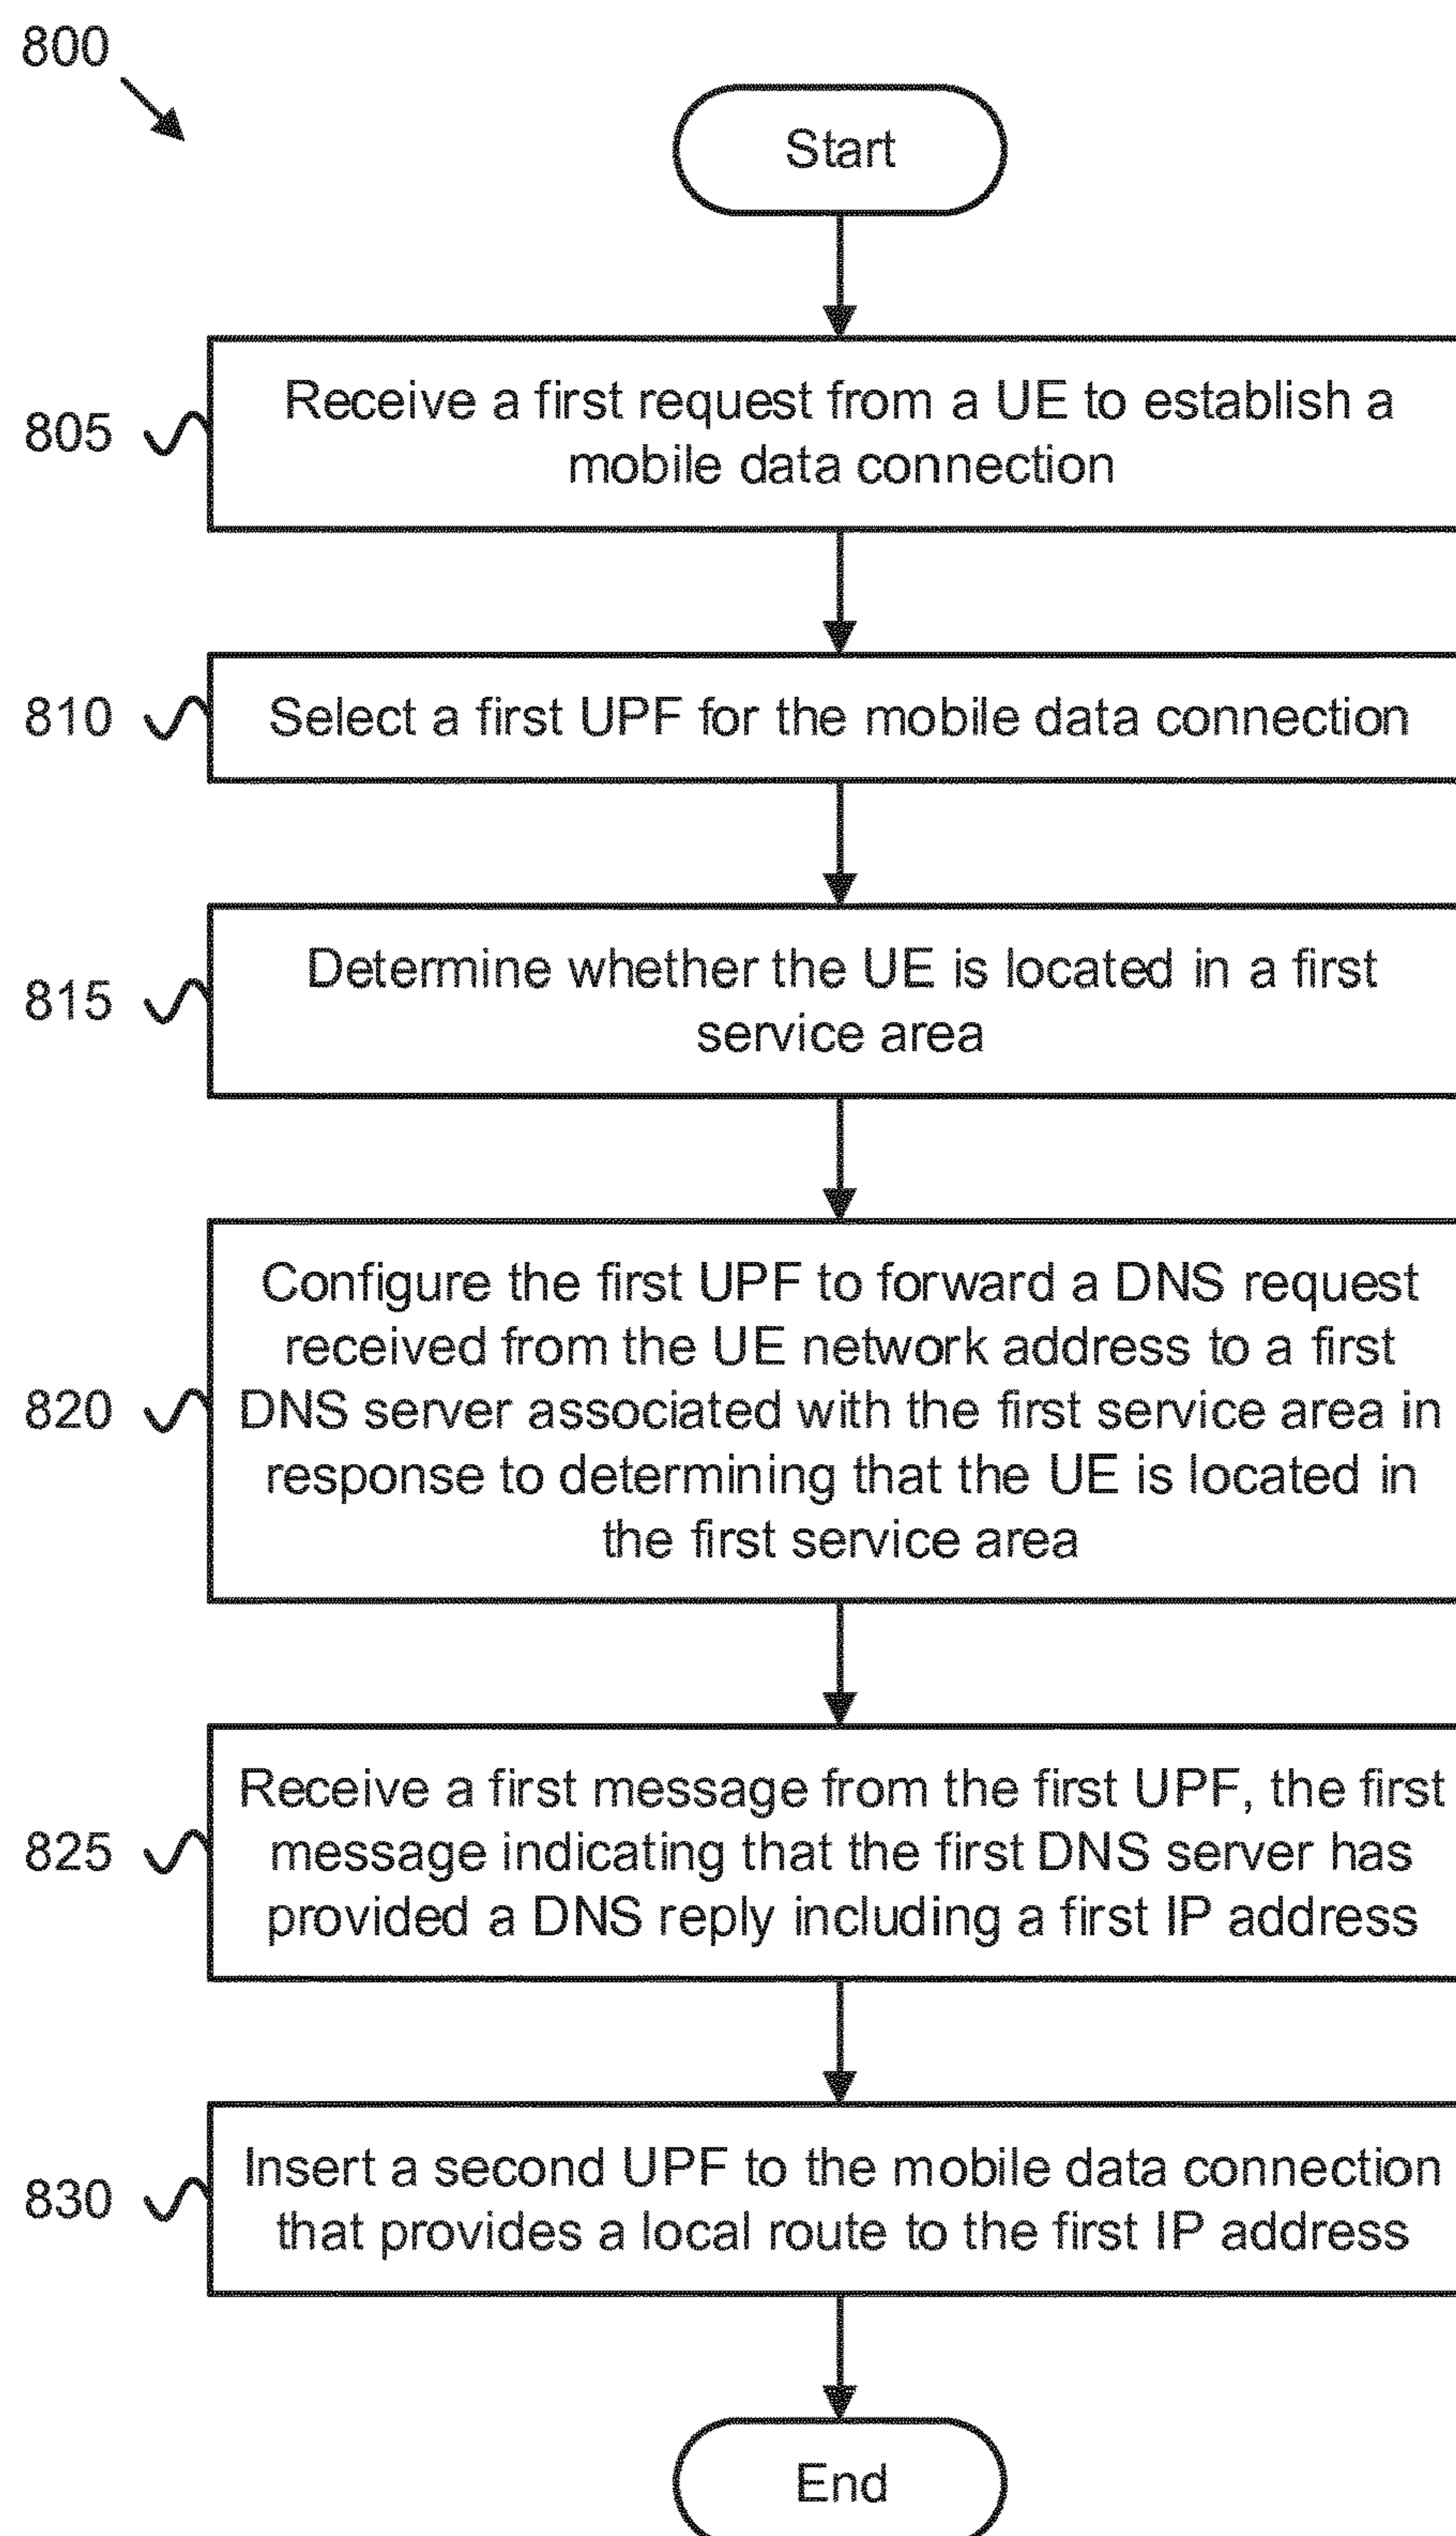 800
Start
805
Receive a first request from a UE to establish a
mobile data connection
810
Select a first UPF for the mobile data connection
815
Determine whether the UE is located in a first
service area
820
Configure the first UPF to forward a DNS request
received from the UE network address to a first
DNS server associated with the first service area in
response to determining that the UE is located in
the first service area
825
Receive a first message from the first UPF, the first
message indicating that the first DNS server has
provided a DNS reply including a first IP address
830
Insert a second UPF to the mobile data connection
that provides a local route to the first IP address
End